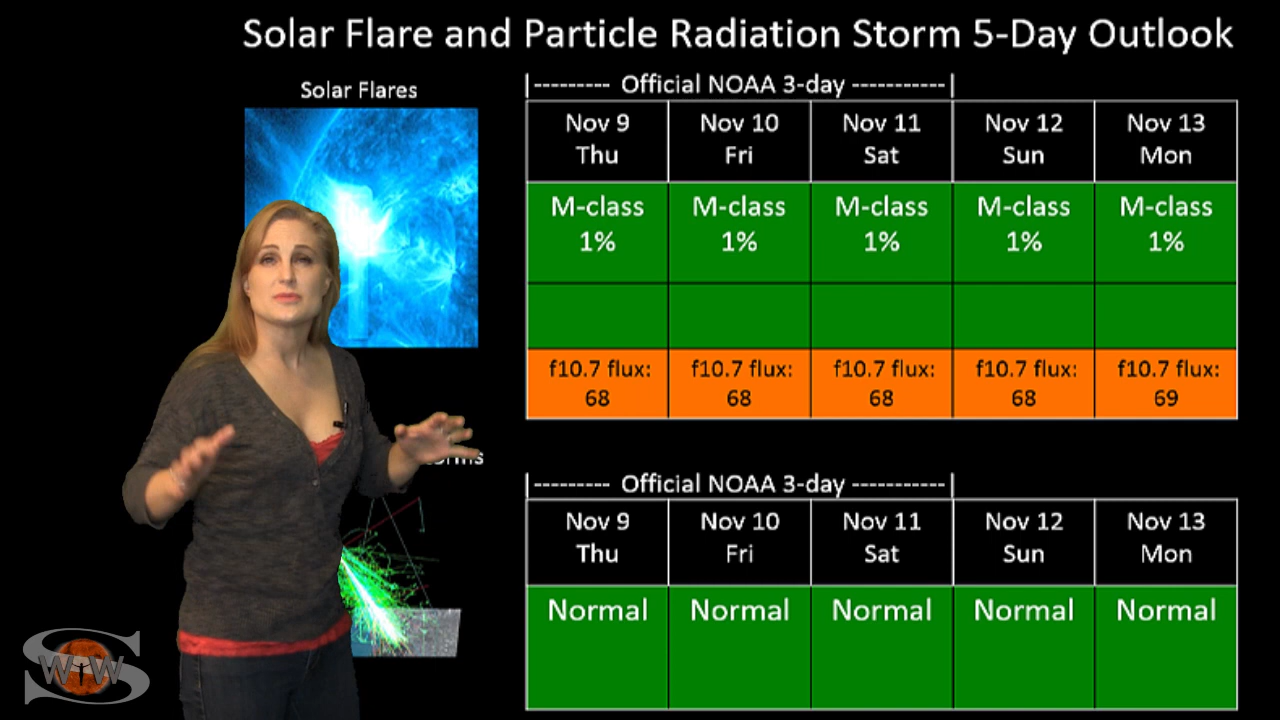 Solar Flare and Particle Radiation Storm 5-Day Outlook
Solar Flares
|--------- Official NOAA 3-day -----------|
Nov 9 Nov 10 Nov 11 Nov 12 Nov 13
Thu Fri Sat Sun Mon
M-class M-class M-class M-class M-class
1% 1% 1% 1% 1%
f10.7 flux: f10.7 flux: f10.7 flux: f10.7 flux: f10.7 flux:
68 68 68 68 69
|--------- Official NOAA 3-day -----------|
Nov 9 Nov 10 Nov 11 Nov 12 Nov 13
Thu Fri Sat Sun Mon
Normal Normal Normal Normal Normal
S
WTW